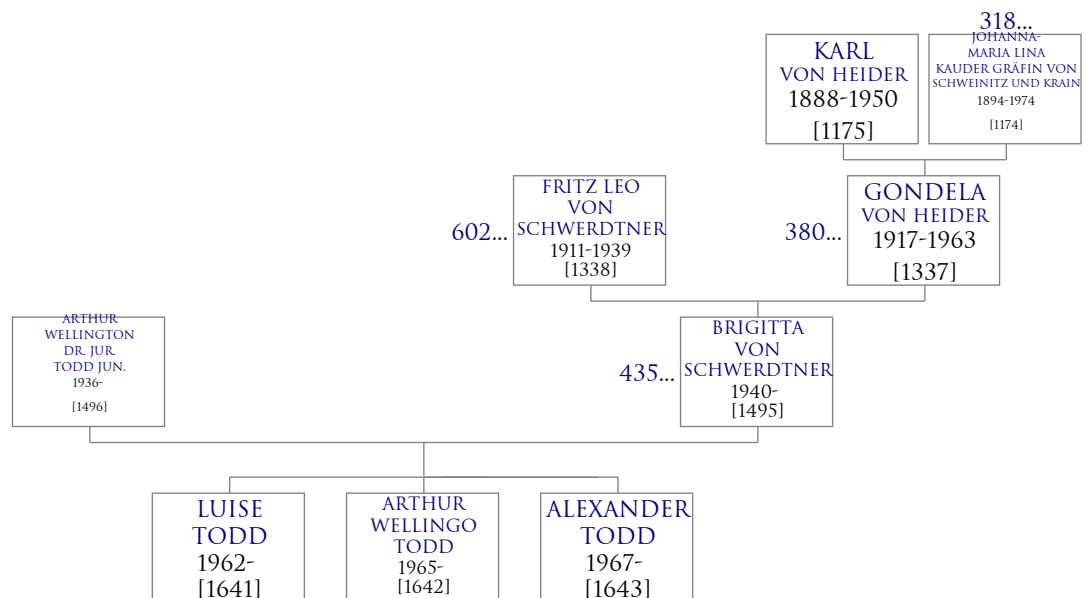 318...
KARL
VON HEIDER
1888-1950
[1175]
JOHANNA-
MARIA LINA
KAUDER GRÄFIN VON
SCHWEINITZ UND KRAIN
1894-1974
[1174]
602...
FRITZ LEO
VON
SCHWERDTNER
1911-1939
[1338]
380...
GONDELA
VON HEIDER
1917-1963
[1337]
ARTHUR
WELLINGTON
DR. JUR.
TODD JUN.
1936-
[1496]
435...
BRIGITTA
VON
SCHWERDTNER
1940-
[1495]
LUISE
TODD
1962-
[1641]
ARTHUR
WELLINGO
TODD
1965-
[1642]
ALEXANDER
TODD
1967-
[1643]